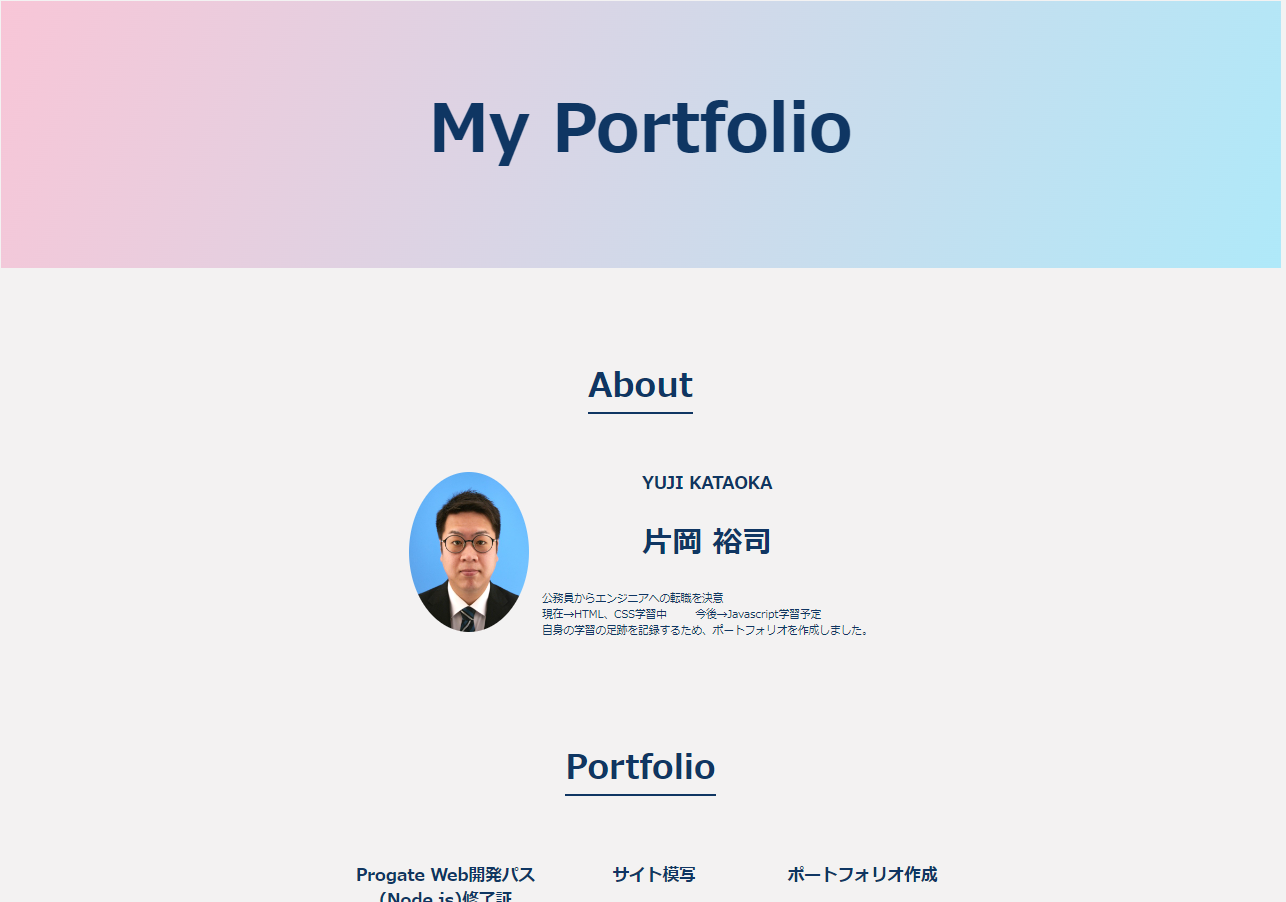 My Portfolio
About
YUJI KATAOKA
片岡 裕司
公務員からエンジニアへの転職を決意
現在→HTML、CSS学習中　　今後→Javascript学習予定
自身の学習の足跡を記録するため、ポートフォリオを作成しました。
Portfolio
Progate Web開発パス
(Node.js)修了証
サイト模写
ポートフォリオ作成